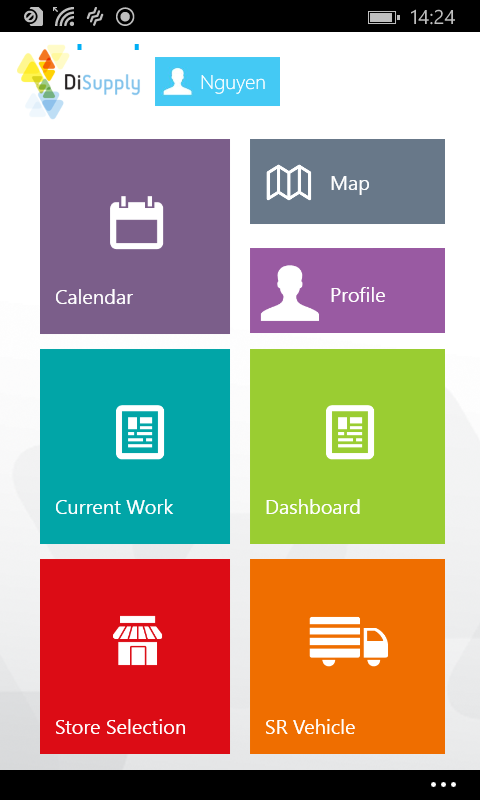 14:24
DiSupply
Nguyen
Calendar
Map
Profile
Current Work
Dashboard
Store Selection
SR Vehicle